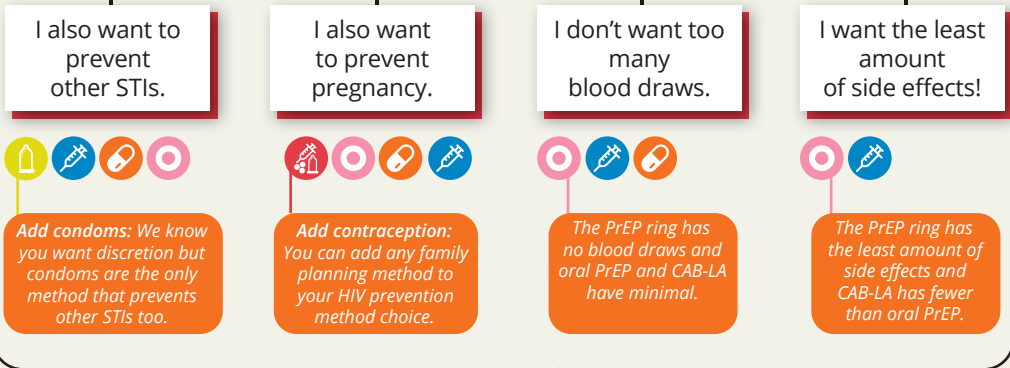 I also want to
prevent
other STIs.
I also want
to prevent
pregnancy.
I don’t want too
many
blood draws.
I want the least
amount
of side effects!
Add condoms: We know
you want discretion but
condoms are the only
method that prevents
other STIs too.
Add contraception:
You can add any family
planning method to
your HIV prevention
method choice.
The PrEP ring has
no blood draws and
oral PrEP and CAB-LA
have minimal.
The PrEP ring has
the least amount of
side effects and
CAB-LA has fewer
than oral PrEP.